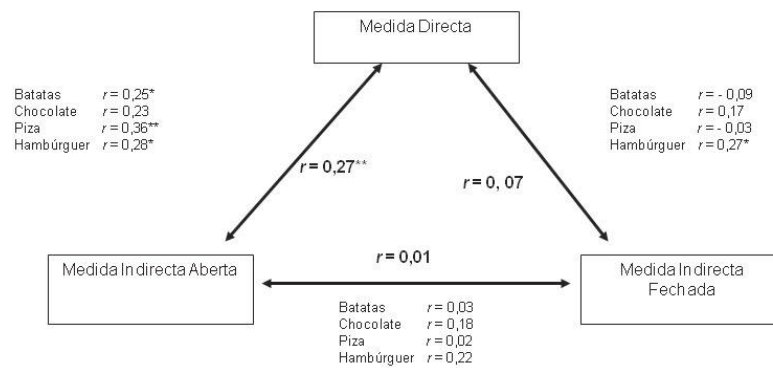 Medida Directa
Batatas r = 0,25*
Chocolate r = 0,23
Piza r = 0,36**
Hambúrguer r = 0,28*
Batatas r = - 0,09
Chocolate r = 0,17
Piza r = - 0,03
Hambúrguer r = 0,27*
r = 0,27**
r = 0, 07
Medida Indirecta Aberta
r = 0,01
Medida Indirecta
Fechada
Batatas r = 0,03
Chocolate r = 0,18
Piza r = 0,02
Hambúrguer r = 0,22